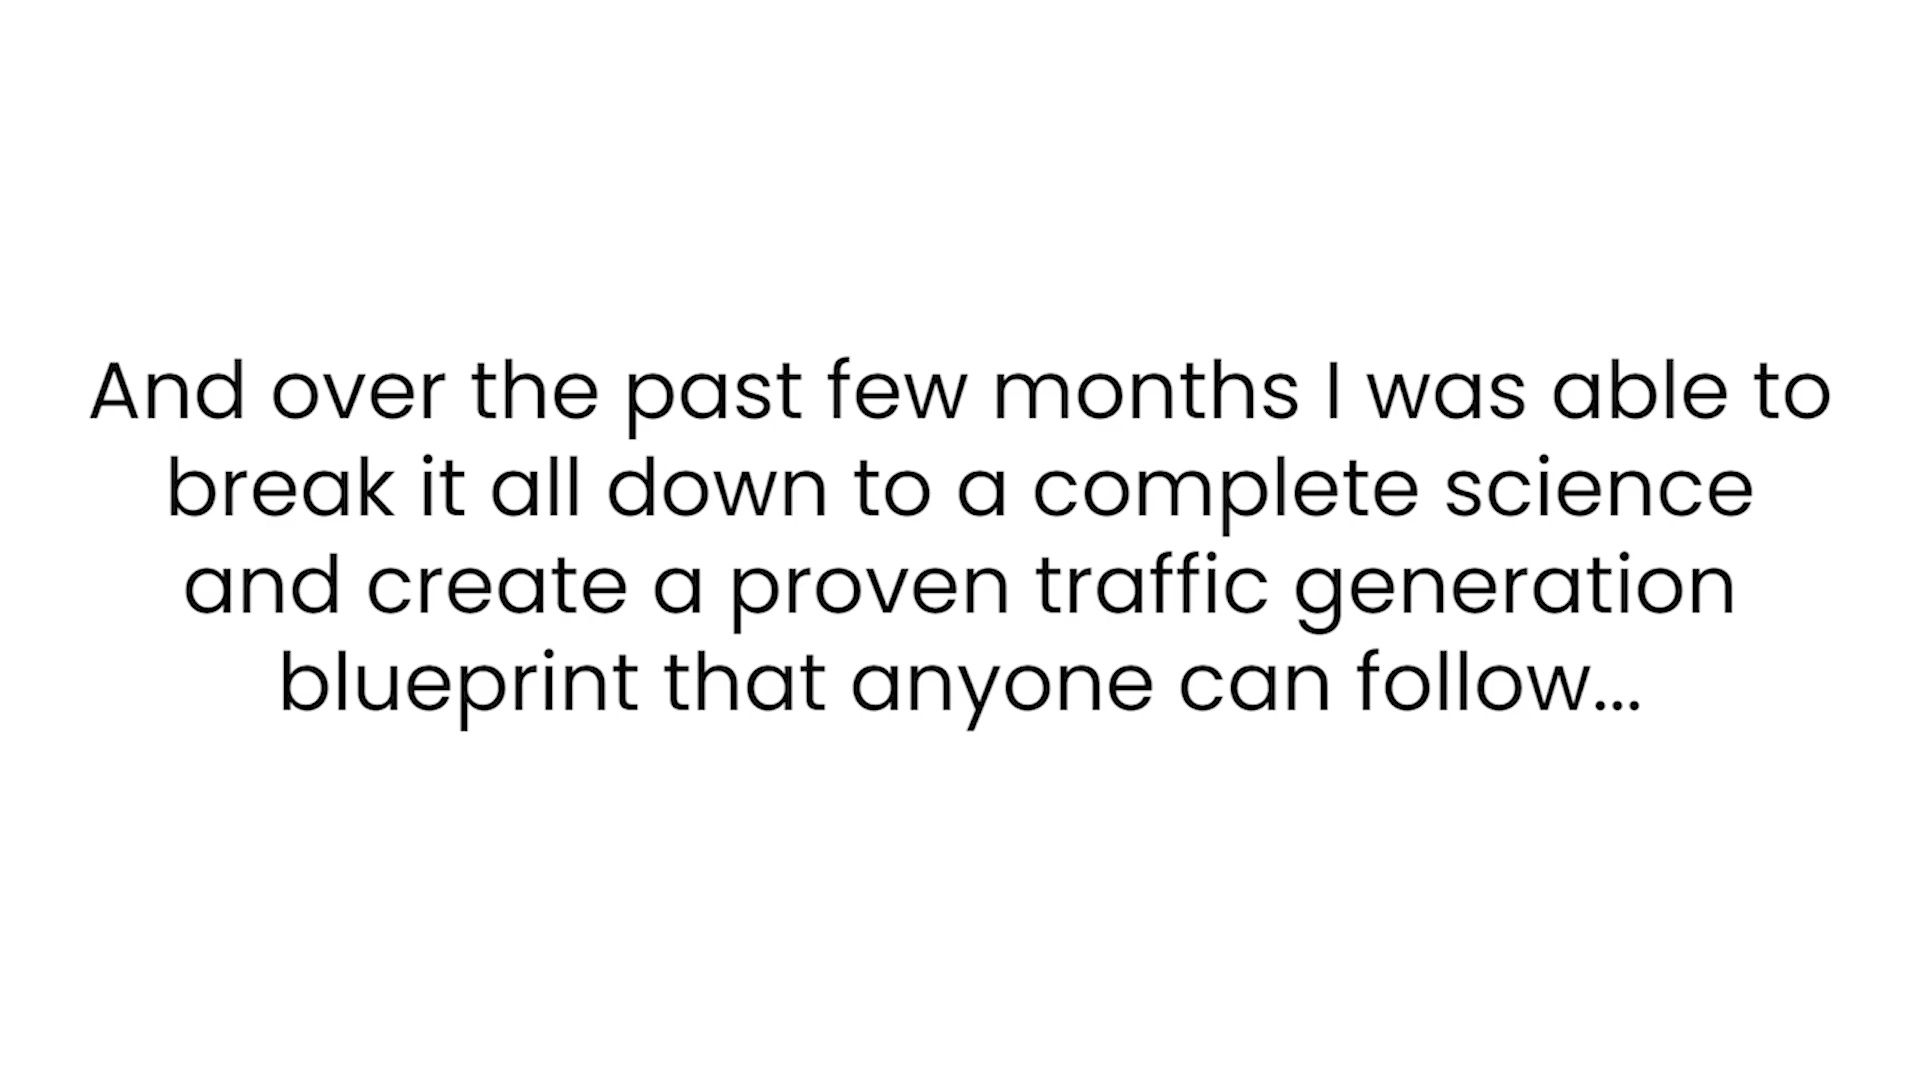 And over the past few months I was able to
break it all down to a complete science
and create a proven traffic generation
blueprint that anyone can follow...